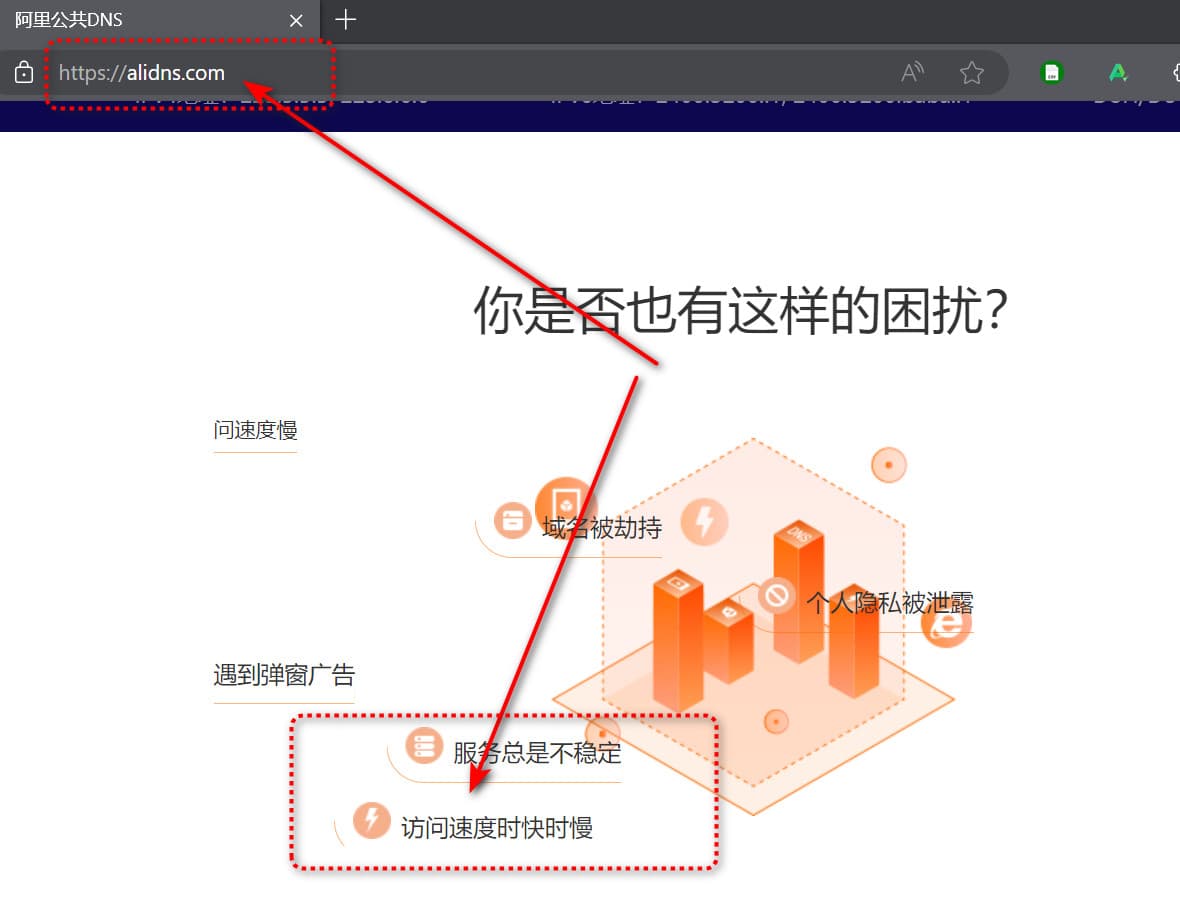 阿里公共DNS
https://alidns.com
你是否也有这样的困扰?
问速度慢
域名被劫持
DNS
个人隐私被泄露
遇到弹窗广告
服务总是不稳定
访问速度时快时慢